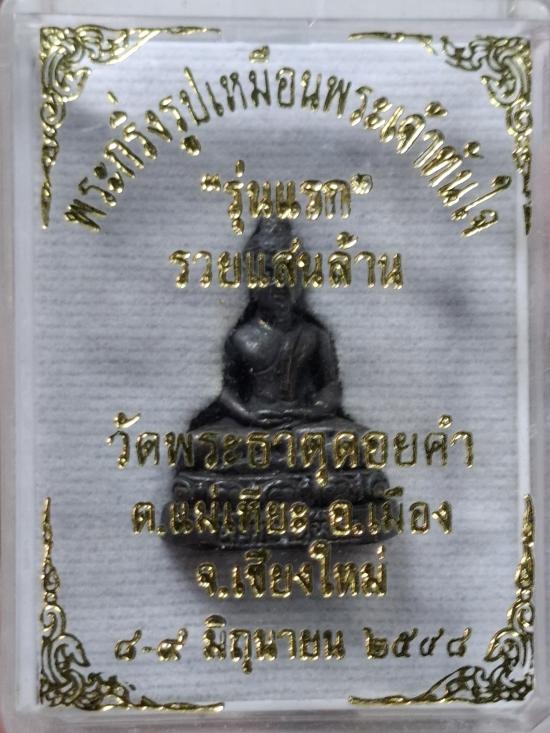 พระกริ่งรูปเหมือนพระเจ้าทันใจ
"รุ่นแรก"
รวยแสนล้าน
วัดพระธาตุดอยคำ
ต.แม่เหียะ อ.เมือง
จ.เชียงใหม่
๘-๙ มิถุนายน ๒๕๔๘